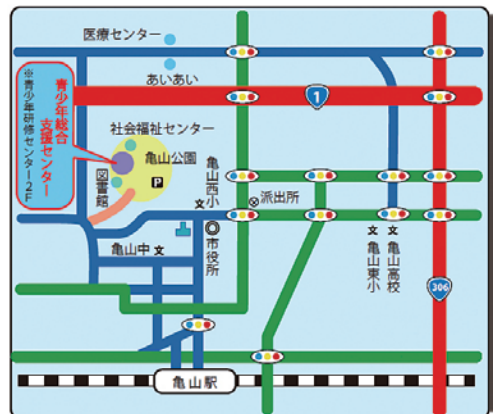 医療センター
あいあい
1
青少年総合
支援センター
※青少年研修センター2F
社会福祉センター
亀山公園
図書館
P
亀山西小
文
派出所
市役所
亀山中 文
文
亀山東小
文
亀山高校
306
亀山駅